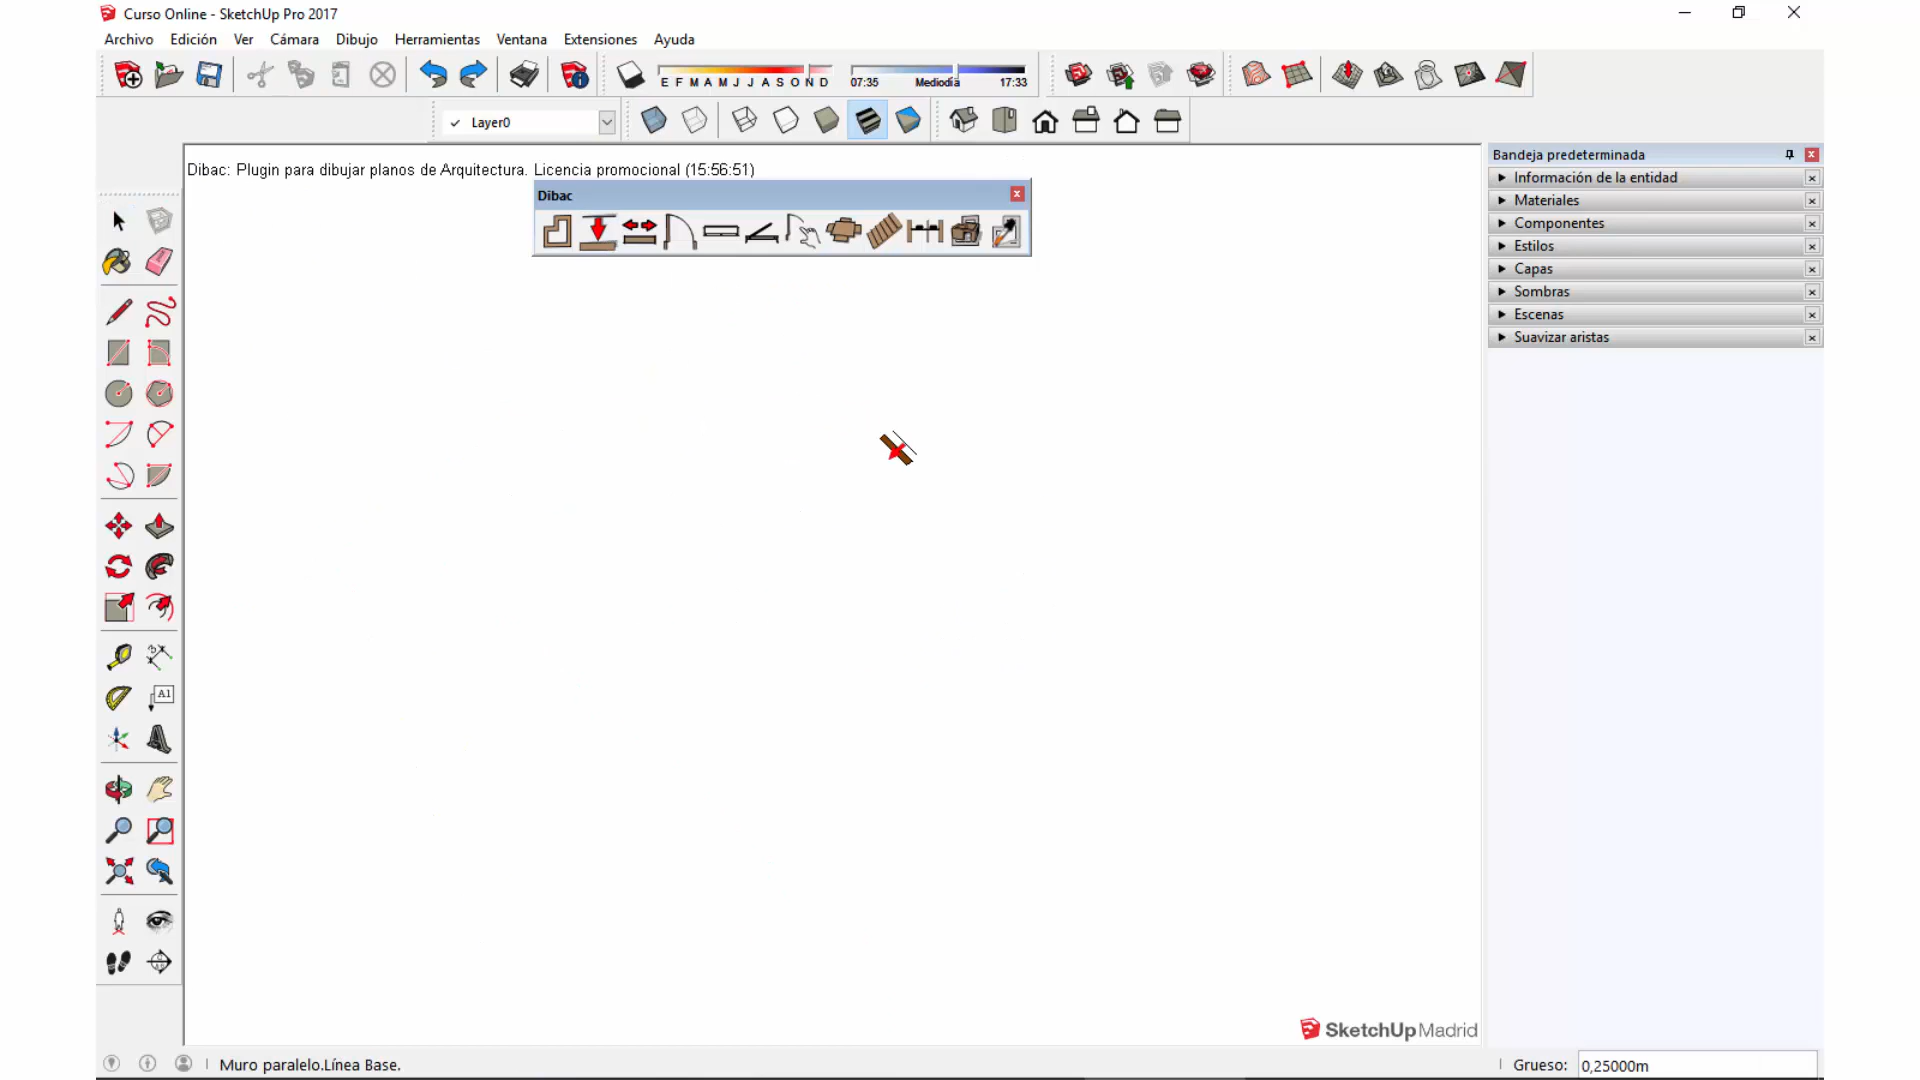 Curso Online - SketchUp Pro 2017
Archivo Edición Ver Cámara Dibujo Herramientas Ventana Extensiones Ayuda
E F M A M J J A S O N D 07:35 Mediodía 17:33
Layer0
Dibac: Plugin para dibujar planos de Arquitectura. Licencia promocional (15:56:51)
Dibac
Bandeja predeterminada
Información de la entidad
Materiales
Componentes
Estilos
Capas
Sombras
Escenas
Suavizar aristas
A1
SketchUp Madrid
Muro paralelo.Línea Base.
Grueso: 0,25000m